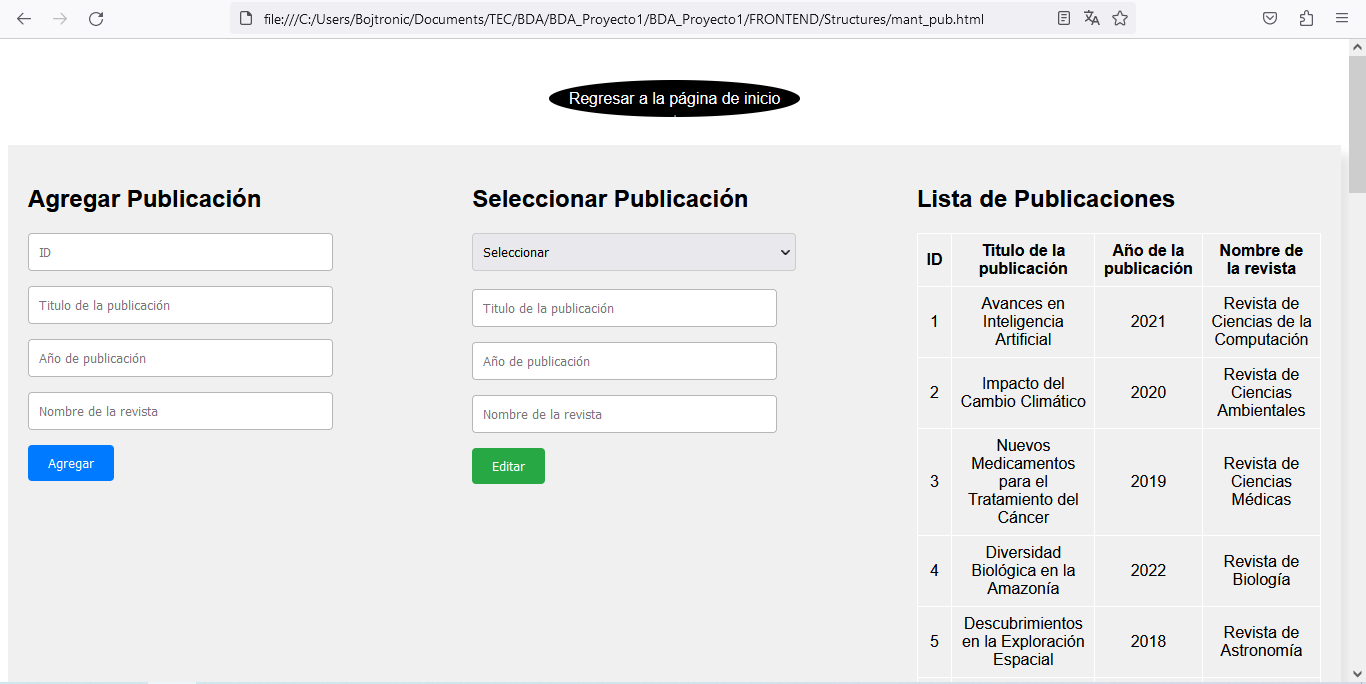 file:///C:/Users/Bojtronic/Documents/TEC/BDA/BDA_Proyecto1/BDA_Proyecto1/FRONTEND/Structures/mant_pub.html
Regresar a la página de inicio
Agregar Publicación
ID
Titulo de la publicación
Año de publicación
Nombre de la revista
Agregar
Seleccionar Publicación
Seleccionar
Titulo de la publicación
Año de publicación
Nombre de la revista
Editar
Lista de Publicaciones
ID
Titulo de la
publicación
Año de la
publicación
Nombre de
la revista
1
Avances en
Inteligencia
Artificial
2021
Revista de
Ciencias de la
Computación
2
Impacto del
Cambio Climático
2020
Revista de
Ciencias
Ambientales
3
Nuevos
Medicamentos
para el
Tratamiento del
Cáncer
2019
Revista de
Ciencias
Médicas
4
Diversidad
Biológica en la
Amazonía
2022
Revista de
Biología
5
Descubrimientos
en la Exploración
Espacial
2018
Revista de
Astronomía